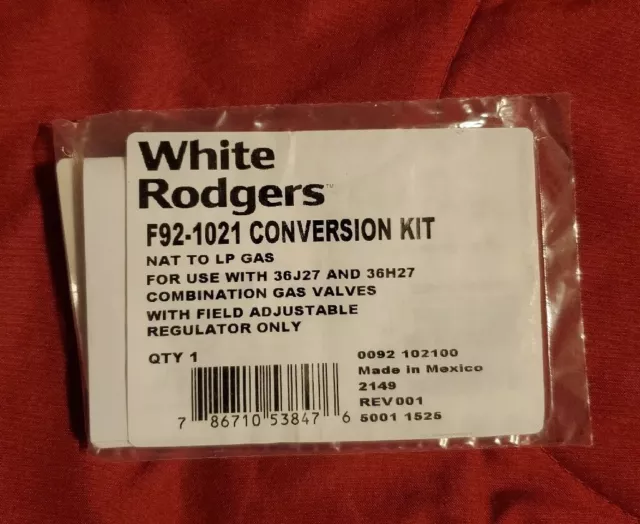 White
Rodgers™
F92-1021 CONVERSION KIT
NAT TO LP GAS
FOR USE WITH 36J27 AND 36H27
COMBINATION GAS VALVES
WITH FIELD ADJUSTABLE
REGULATOR ONLY
QTY 1
0092 102100
Made in Mexico
2149
REV001
5001 1525
7 86710 53847 6